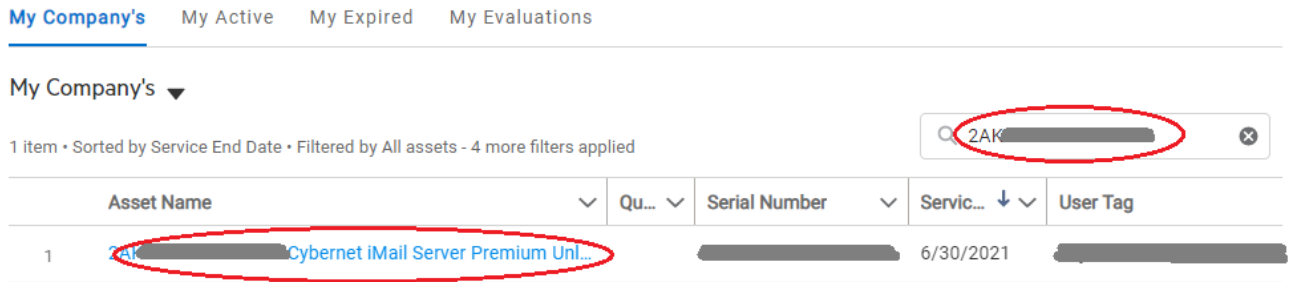 My Company's My Active My Expired My Evaluations
My Company's
2AK
1 item • Sorted by Service End Date • Filtered by All assets - 4 more filters applied
Asset Name Qu... Serial Number Servic... User Tag
1 2AK Cybernet iMail Server Premium Unl... 6/30/2021